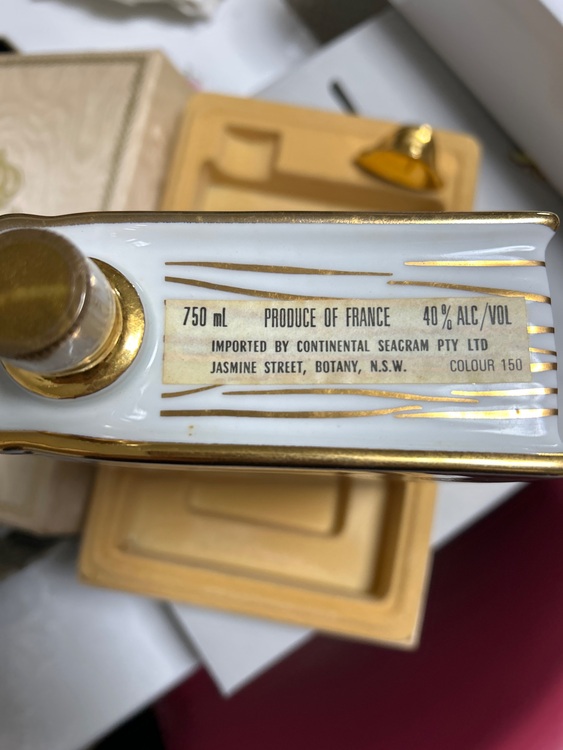 750 mL PRODUCE OF FRANCE 40% ALC/VOL
IMPORTED BY CONTINENTAL SEAGRAM PTY LTD
JASMINE STREET, BOTANY, N.S.W. COLOUR 150